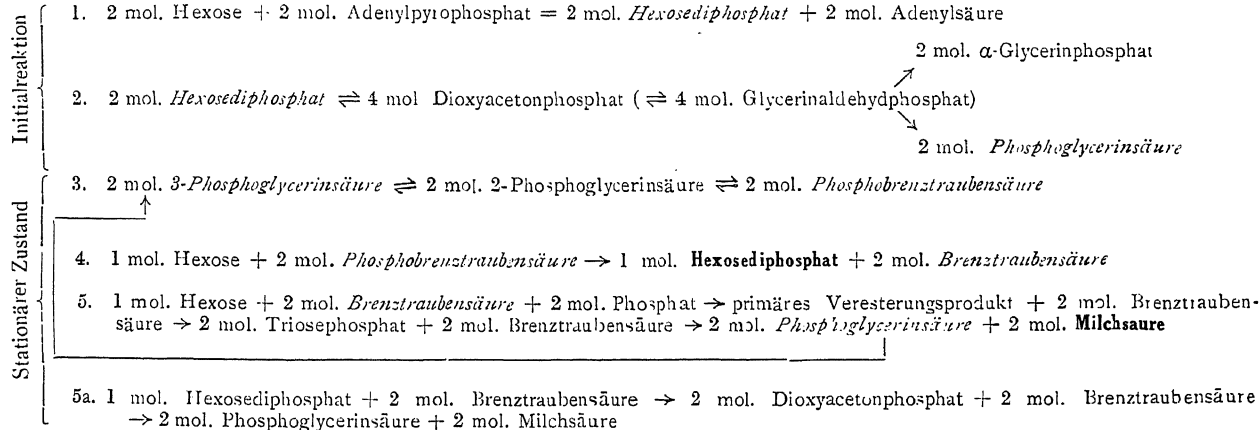 Initialreaktion
1. 2 mol. Hexose + 2 mol. Adenylpyrophosphat = 2 mol. Hexosediphosphat + 2 mol. Adenylsäure
2 mol. α-Glycerinphosphat
2. 2 mol. Hexosediphosphat ⇌ 4 mol Dioxyacetonphosphat ( ⇌ 4 mol. Glycerinaldehydphosphat)
2 mol. Phosphoglycerinsäure
Stationärer Zustand
3. 2 mol. 3-Phosphoglycerinsäure ⇌ 2 mol. 2-Phosphoglycerinsäure ⇌ 2 mol. Phosphobrenztraubensäure
4. 1 mol. Hexose + 2 mol. Phosphobrenztraubensäure → 1 mol. Hexosediphosphat + 2 mol. Brenztraubensäure
5. 1 mol. Hexose + 2 mol. Brenztraubensäure + 2 mol. Phosphat → primäres Veresterungsprodukt + 2 mol. Brenztrauben-
säure → 2 mol. Triosephosphat + 2 mol. Brenztraubensäure → 2 mol. Phosphoglycerinsäure + 2 mol. Milchsaure
5a. 1 mol. Hexosediphosphat + 2 mol. Brenztraubensäure → 2 mol. Dioxyacetonphosphat + 2 mol. Brenztraubensäure
→ 2 mol. Phosphoglycerinsäure + 2 mol. Milchsäure